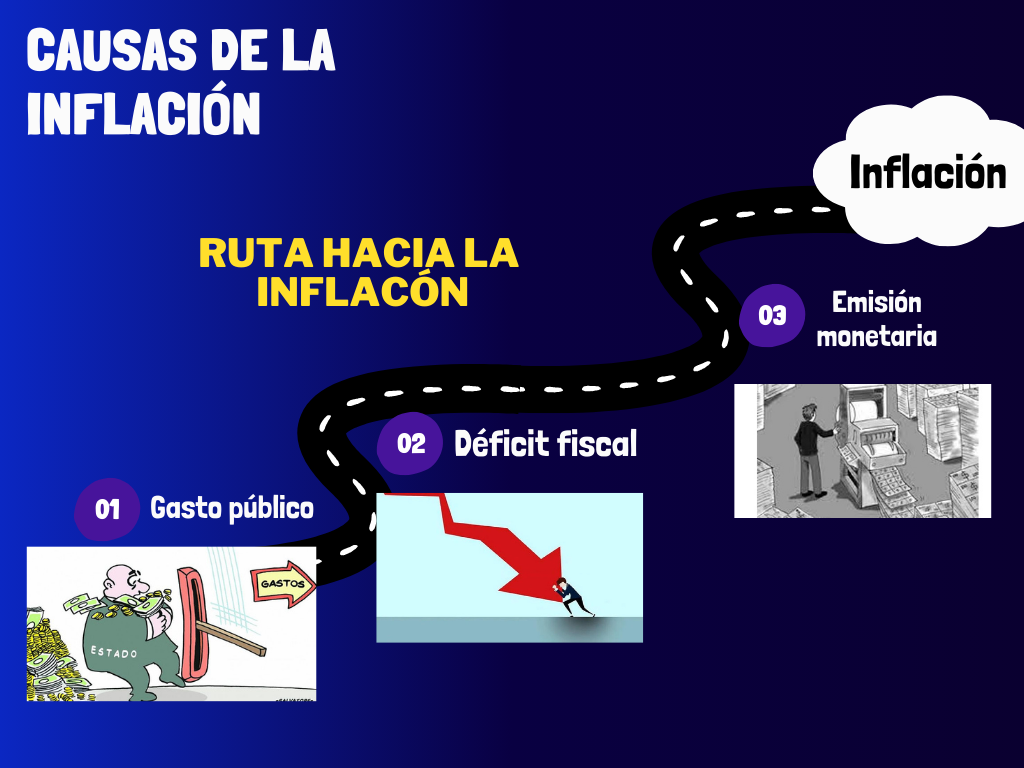 CAUSAS DE LA
INFLACIÓN
RUTA HACIA LA
INFLACÓN
Inflación
03
Emisión
monetaria
02
Déficit fiscal
01
Gasto público
GASTOS
ESTADO